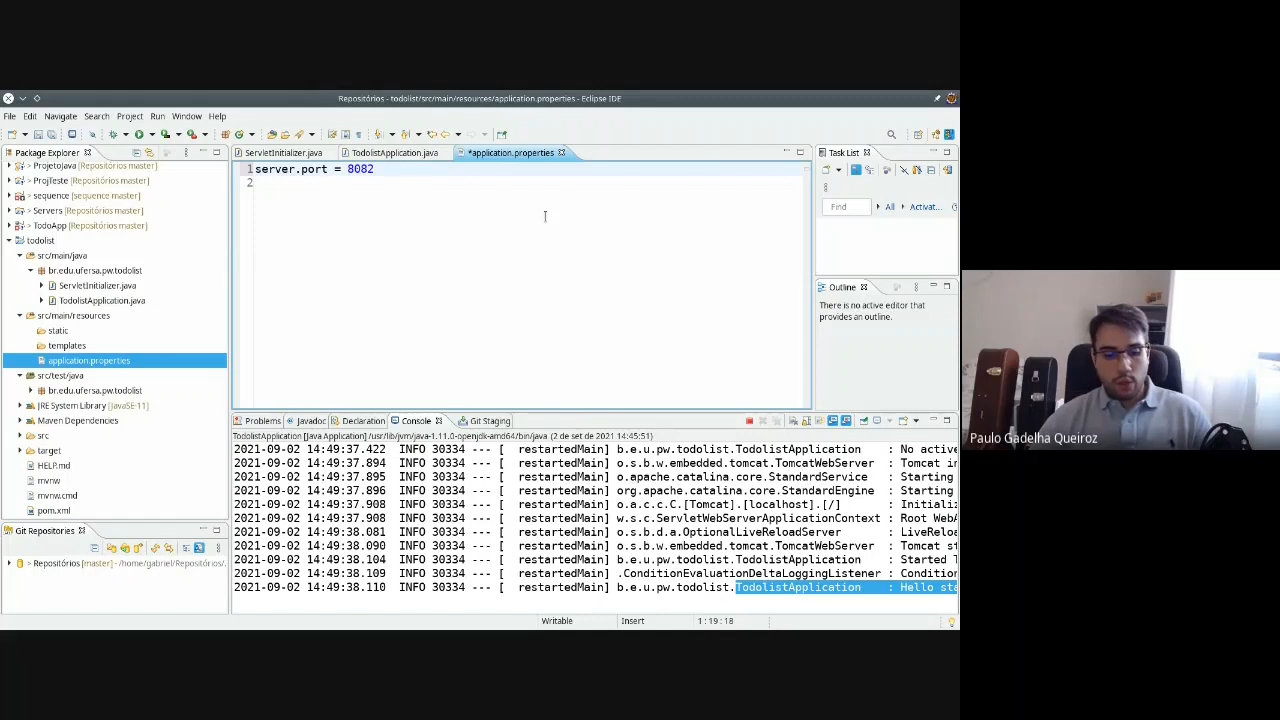 Repositórios - todolist/src/main/resources/application.properties - Eclipse IDE
File Edit Navigate Search Project Run Window Help
Package Explorer
ProjetoJava [Repositórios master]
ProjTeste [Repositórios master]
sequence [sequence master]
Servers [Repositórios master]
TodoApp [Repositórios master]
todolist
src/main/java
br.edu.ufersa.pw.todolist
ServletInitializer.java
TodolistApplication.java
src/main/resources
static
templates
application.properties
src/test/java
br.edu.ufersa.pw.todolist
JRE System Library [JavaSE-11]
Maven Dependencies
src
target
HELP.md
mvnw
mvnw.cmd
pom.xml
Git Repositories
Repositórios [master] - /home/gabriel/Repositórios/.
ServletInitializer.java TodolistApplication.java *application.properties
1 server.port = 8082
2
Task List
Find All Activat...
Outline
There is no active editor that
provides an outline.
Problems Javadoc Declaration Console Git Staging
TodolistApplication [Java Application] /usr/lib/jvm/java-1.11.0-openjdk-amd64/bin/java (2 de set de 2021 14:45:51)
2021-09-02 14:49:37.422 INFO 30334 --- [ restartedMain] b.e.u.pw.todolist.TodolistApplication : No active
2021-09-02 14:49:37.894 INFO 30334 --- [ restartedMain] o.s.b.w.embedded.tomcat.TomcatWebServer : Tomcat in
2021-09-02 14:49:37.895 INFO 30334 --- [ restartedMain] o.apache.catalina.core.StandardService : Starting
2021-09-02 14:49:37.896 INFO 30334 --- [ restartedMain] org.apache.catalina.core.StandardEngine : Starting
2021-09-02 14:49:37.908 INFO 30334 --- [ restartedMain] o.a.c.c.C.[Tomcat].[localhost].[/] : Initializ
2021-09-02 14:49:37.908 INFO 30334 --- [ restartedMain] w.s.c.ServletWebServerApplicationContext : Root WebA
2021-09-02 14:49:38.081 INFO 30334 --- [ restartedMain] o.s.b.d.a.OptionalLiveReloadServer : LiveReloa
2021-09-02 14:49:38.090 INFO 30334 --- [ restartedMain] o.s.b.w.embedded.tomcat.TomcatWebServer : Tomcat st
2021-09-02 14:49:38.104 INFO 30334 --- [ restartedMain] b.e.u.pw.todolist.TodolistApplication : Started T
2021-09-02 14:49:38.109 INFO 30334 --- [ restartedMain] .ConditionEvaluationDeltaLoggingListener : Condition
2021-09-02 14:49:38.110 INFO 30334 --- [ restartedMain] b.e.u.pw.todolist.TodolistApplication : Hello sta
Writable Insert 1 : 19 : 18
Paulo Gadelha Queiroz